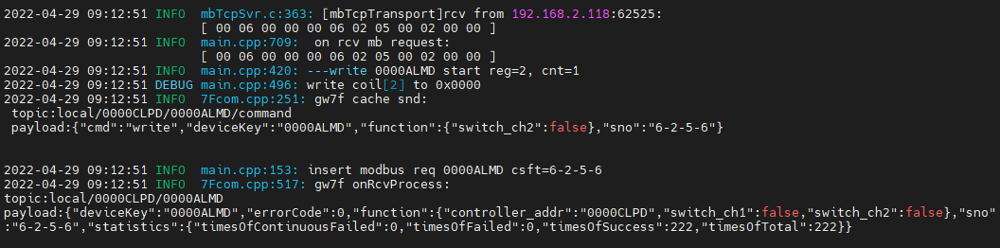 2022-04-29 09:12:51 INFO  mbTcpSvr.c:363: [mbTcpTransport]rcv from 192.168.2.118:62525:
[ 00 06 00 00 00 06 02 05 00 02 00 00 ]
2022-04-29 09:12:51 INFO  main.cpp:709:  on rcv mb request:
[ 00 06 00 00 00 06 02 05 00 02 00 00 ]
2022-04-29 09:12:51 INFO  main.cpp:420: ---write 0000ALMD start reg=2, cnt=1
2022-04-29 09:12:51 DEBUG main.cpp:496: write coil[2] to 0x0000
2022-04-29 09:12:51 INFO  7Fcom.cpp:251: gw7f cache snd:
topic:local/0000CLPD/0000ALMD/command
payload:{"cmd":"write","deviceKey":"0000ALMD","function":{"switch_ch2":false},"sno":"6-2-5-6"}
2022-04-29 09:12:51 INFO  main.cpp:153: insert modbus req 0000ALMD csft=6-2-5-6
2022-04-29 09:12:51 INFO  7Fcom.cpp:517: gw7f onRcvProcess:
topic:local/0000CLPD/0000ALMD
payload:{"deviceKey":"0000ALMD","errorCode":0,"function":{"controller_addr":"0000CLPD","switch_ch1":false,"switch_ch2":false},"sno"
:"6-2-5-6","statistics":{"timesOfContinuousFailed":0,"timesOfFailed":0,"timesOfSuccess":222,"timesOfTotal":222}}